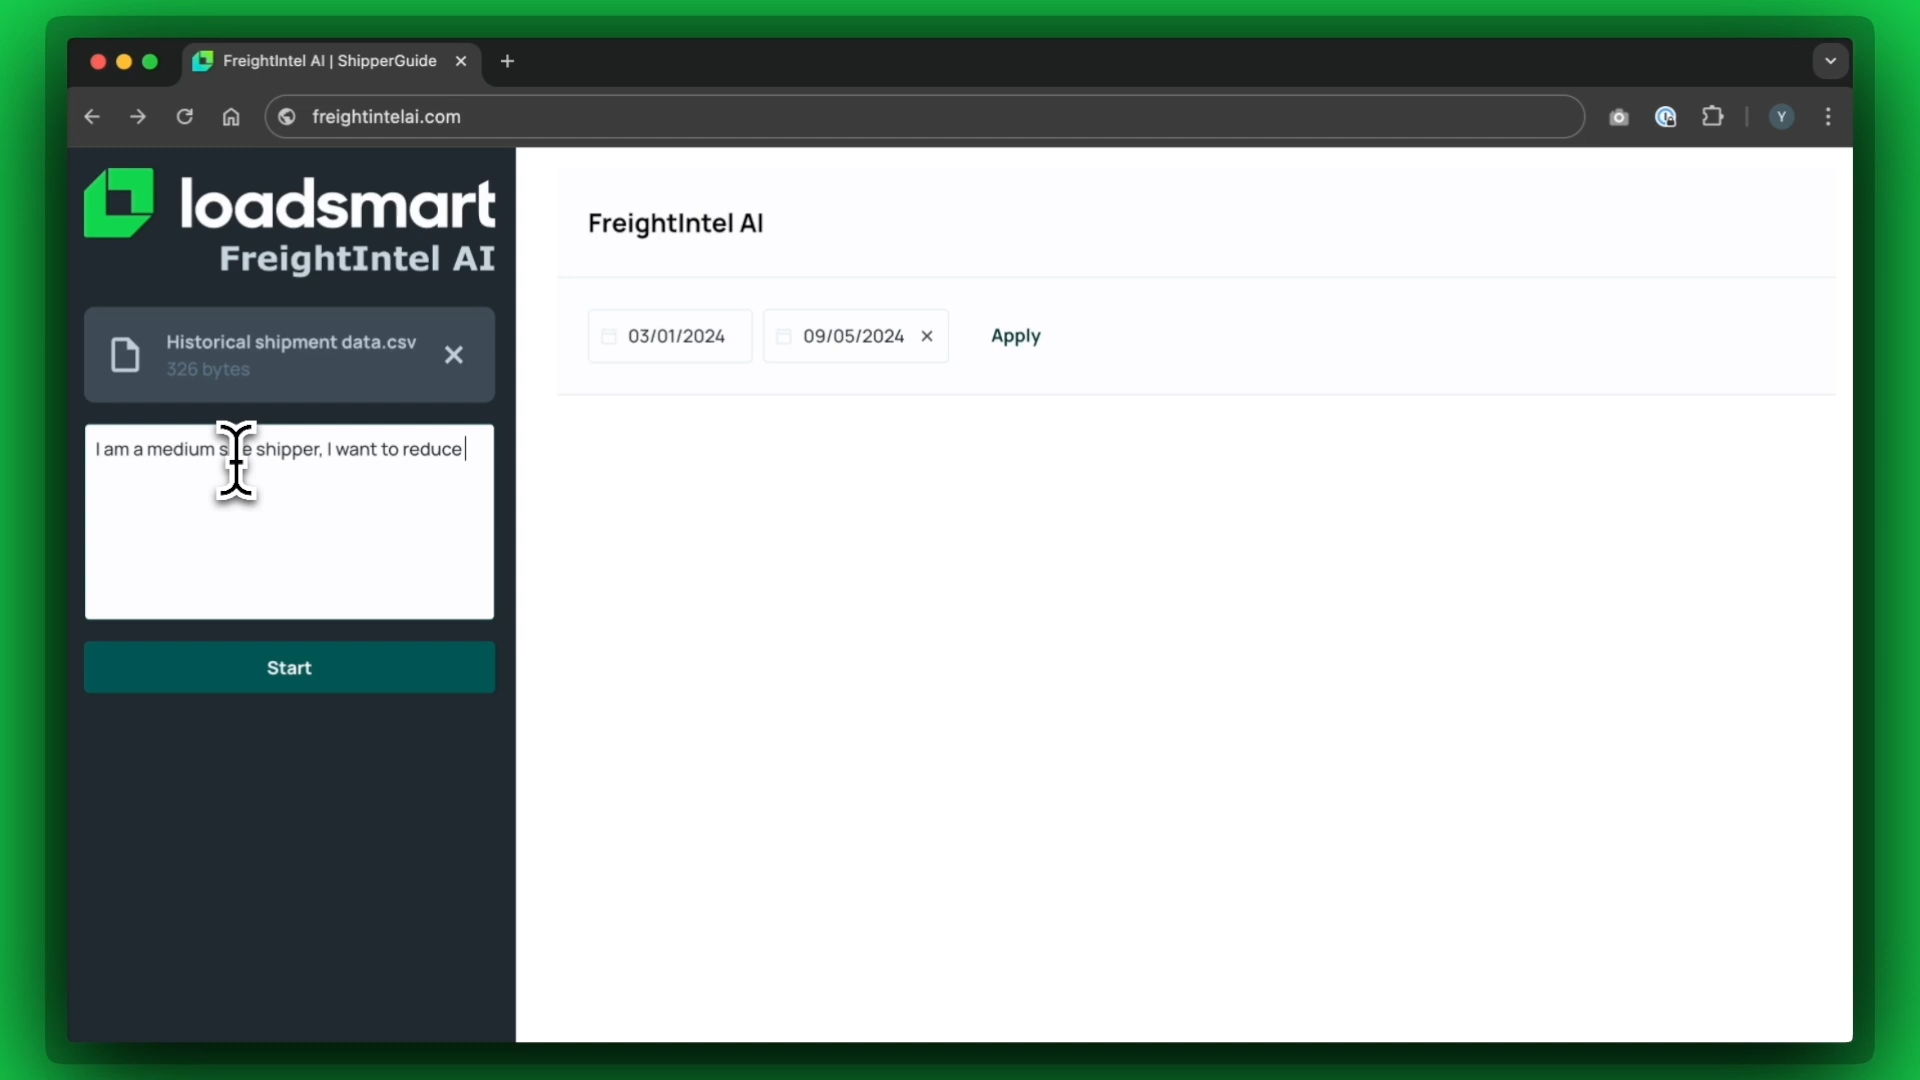 FreightIntel AI | ShipperGuide
freightintelai.com
Y
loadsmart
FreightIntel AI
Historical shipment data.csv
326 bytes
I am a medium shipper, I want to reduce
Start
FreightIntel AI
03/01/2024
09/05/2024
Apply